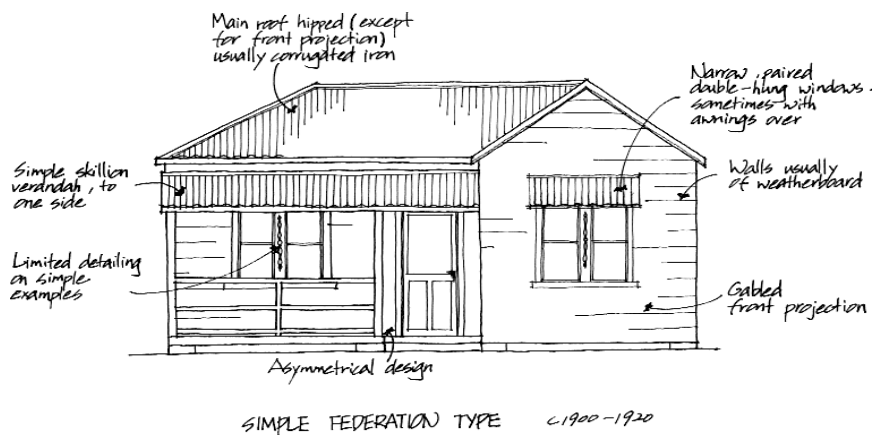 Main roof hipped (except
for front projection)
usually corrugated iron
Narrow, paired
double-hung windows,
sometimes with
awnings over
Simple skillion
verandah, to
one side
Walls usually
of weatherboard
Limited detailing
on simple
examples
Gabled
front projection
Asymmetrical design
SIMPLE FEDERATION TYPE c1900-1920